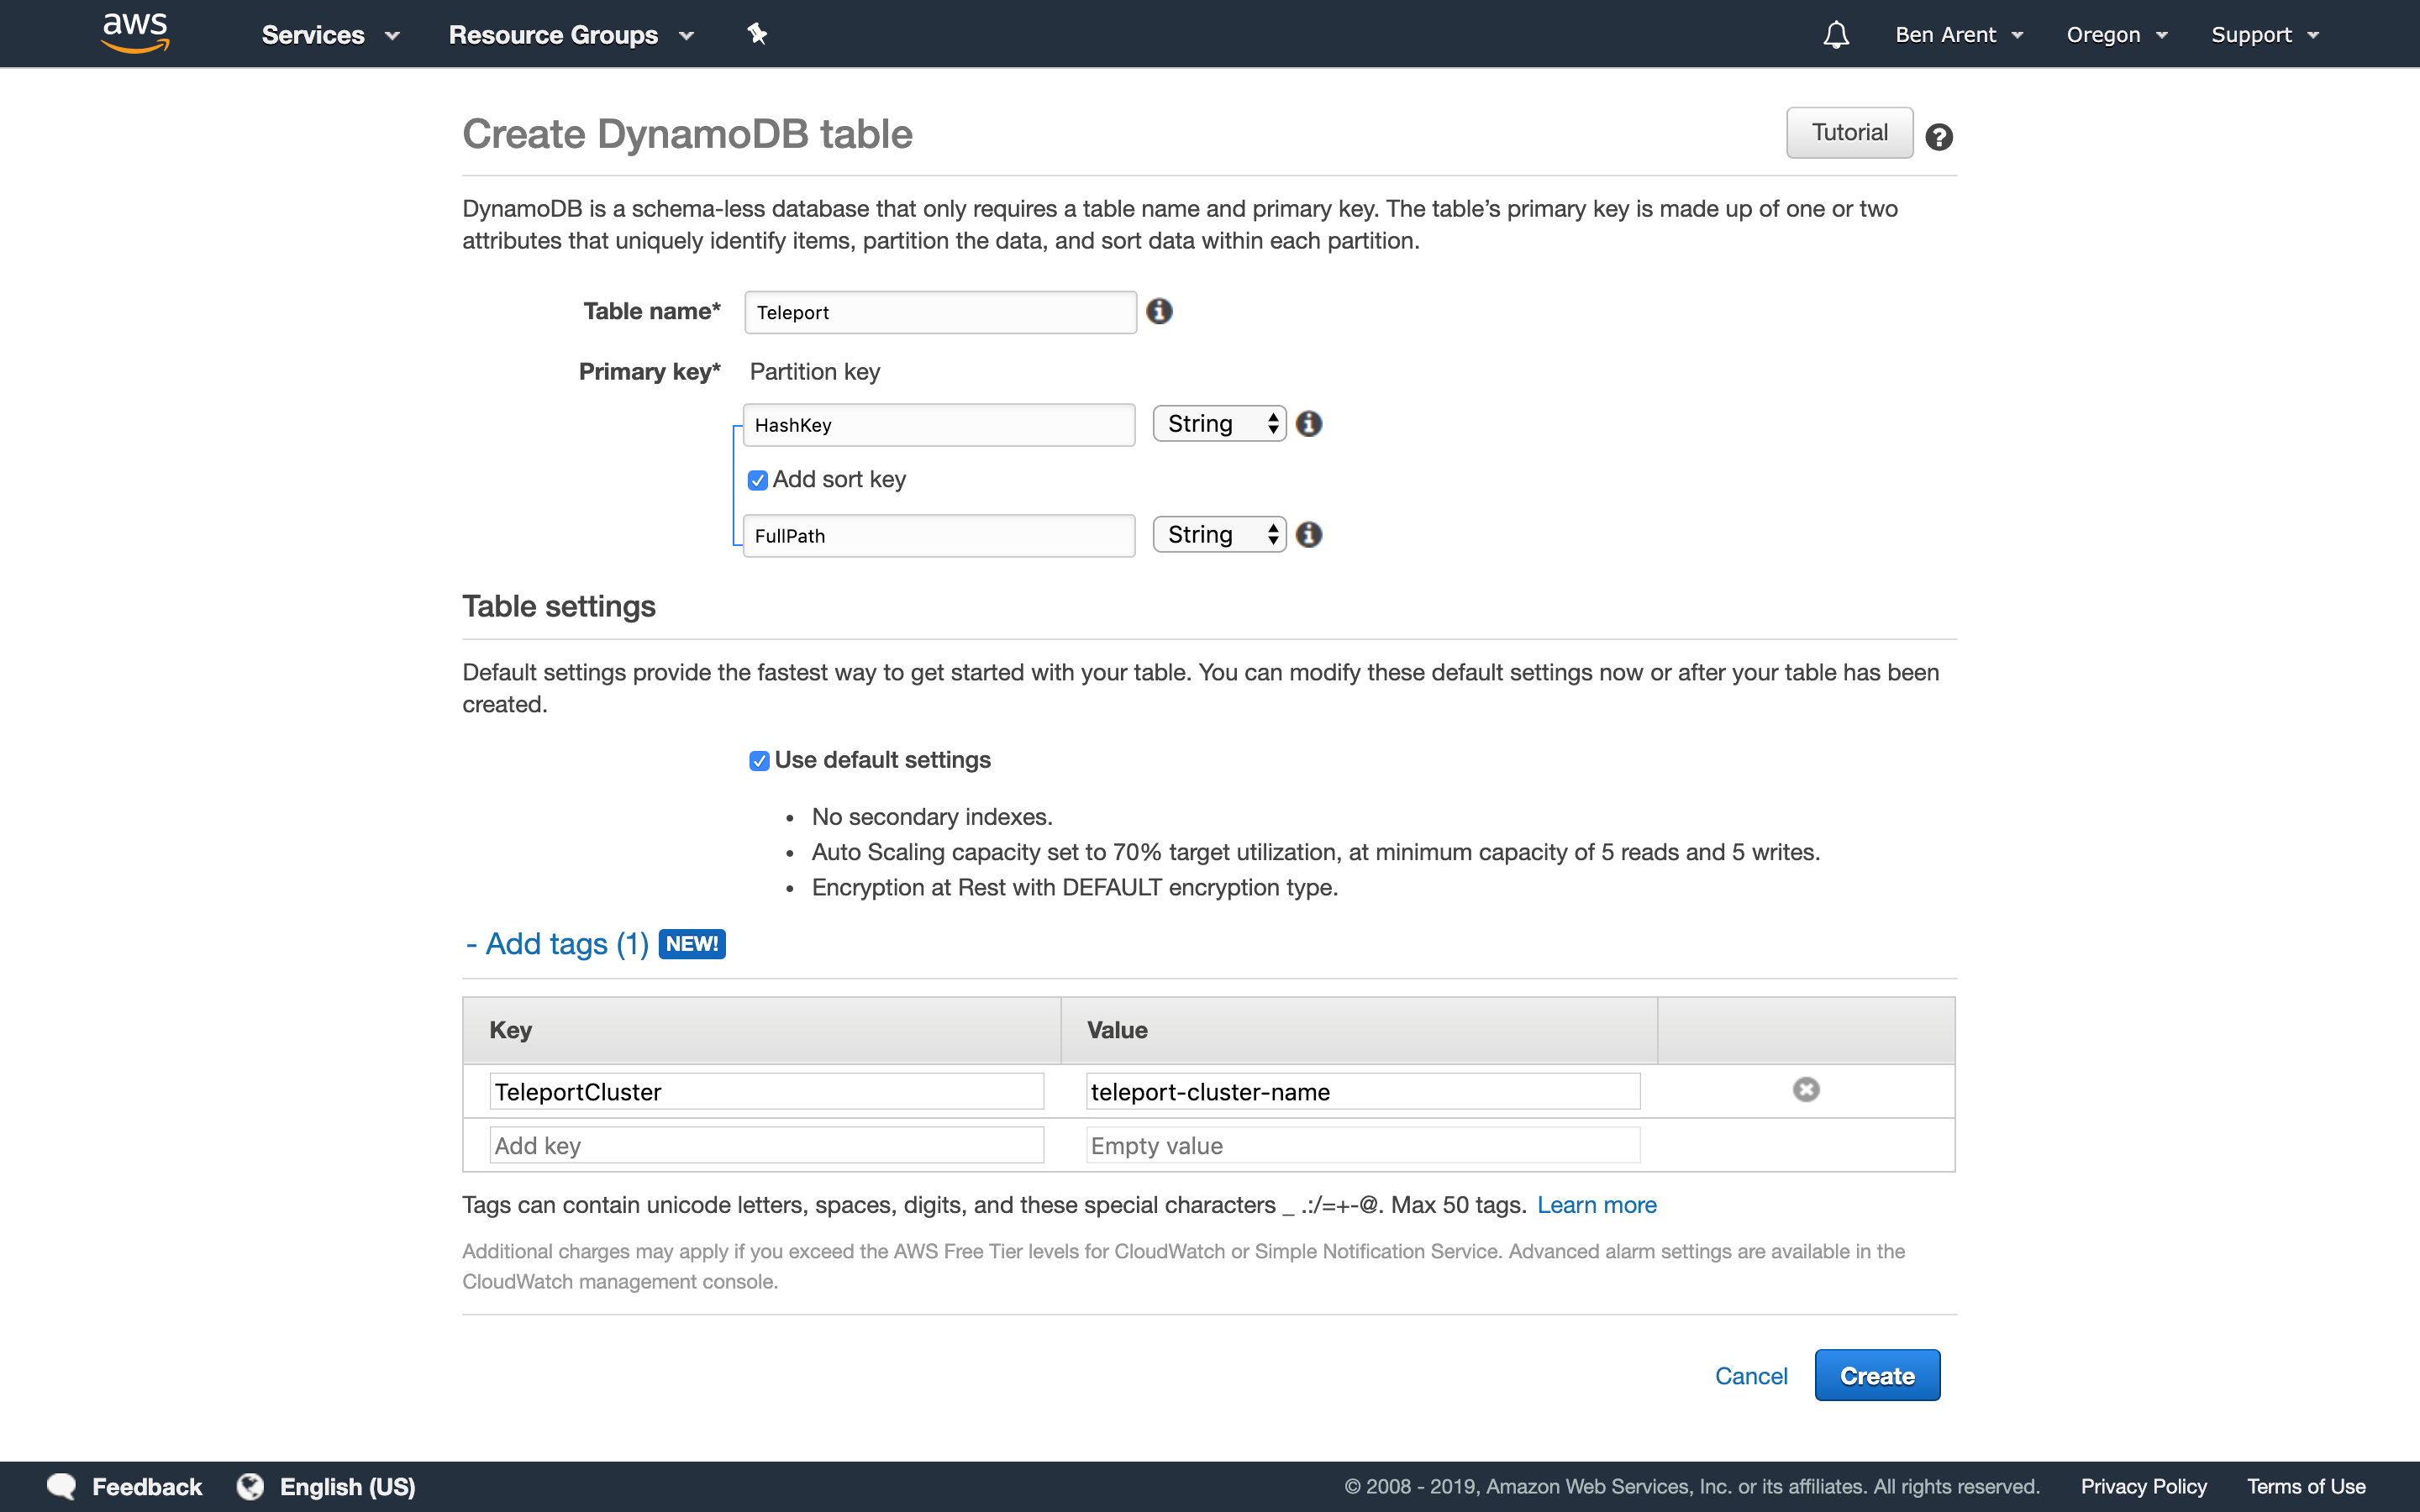 aws Services Resource Groups Ben Arent Oregon Support
Create DynamoDB table Tutorial ?
DynamoDB is a schema-less database that only requires a table name and primary key. The table’s primary key is made up of one or two
attributes that uniquely identify items, partition the data, and sort data within each partition.
Table name* Teleport
Primary key* Partition key
HashKey String
Add sort key
FullPath String
Table settings
Default settings provide the fastest way to get started with your table. You can modify these default settings now or after your table has been
created.
Use default settings
• No secondary indexes.
• Auto Scaling capacity set to 70% target utilization, at minimum capacity of 5 reads and 5 writes.
• Encryption at Rest with DEFAULT encryption type.
- Add tags (1) NEW!
Key Value
TeleportCluster teleport-cluster-name
Add key Empty value
Tags can contain unicode letters, spaces, digits, and these special characters _ .:/=+-@. Max 50 tags. Learn more
Additional charges may apply if you exceed the AWS Free Tier levels for CloudWatch or Simple Notification Service. Advanced alarm settings are available in the
CloudWatch management console.
Cancel Create
Feedback English (US) © 2008 - 2019, Amazon Web Services, Inc. or its affiliates. All rights reserved. Privacy Policy Terms of Use